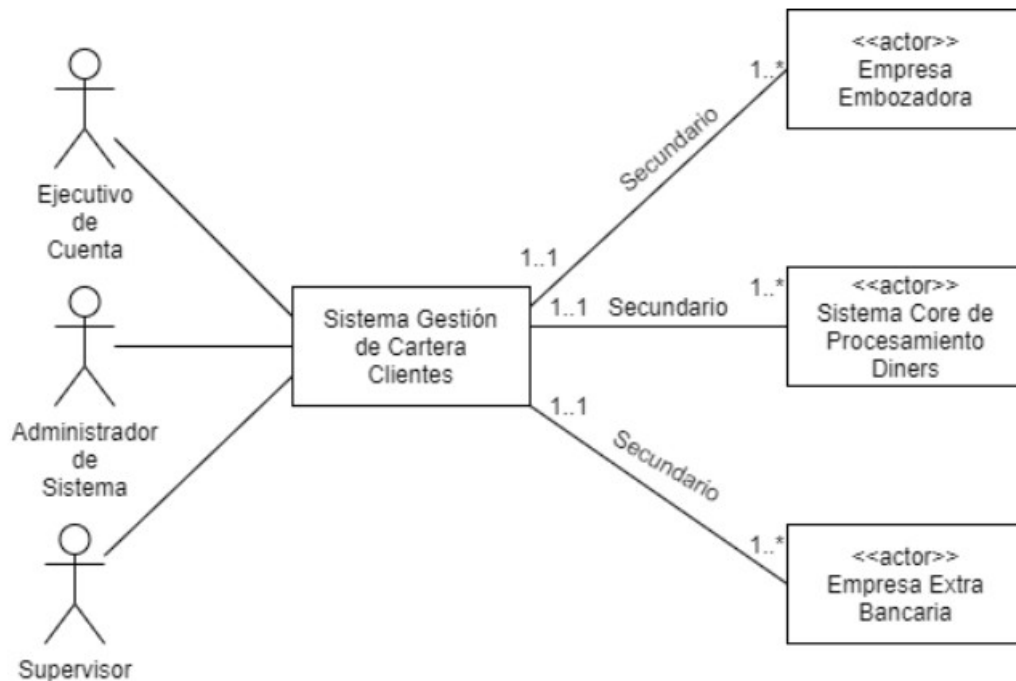 Ejecutivo
de
Cuenta
Administrador
de
Sistema
Supervisor
Sistema Gestión
de Cartera
Clientes
Secundario
1..1
1..*
<<actor>>
Empresa
Embozadora
1..1
Secundario
1..*
<<actor>>
Sistema Core de
Procesamiento
Diners
1..1
Secundario
1..*
<<actor>>
Empresa Extra
Bancaria